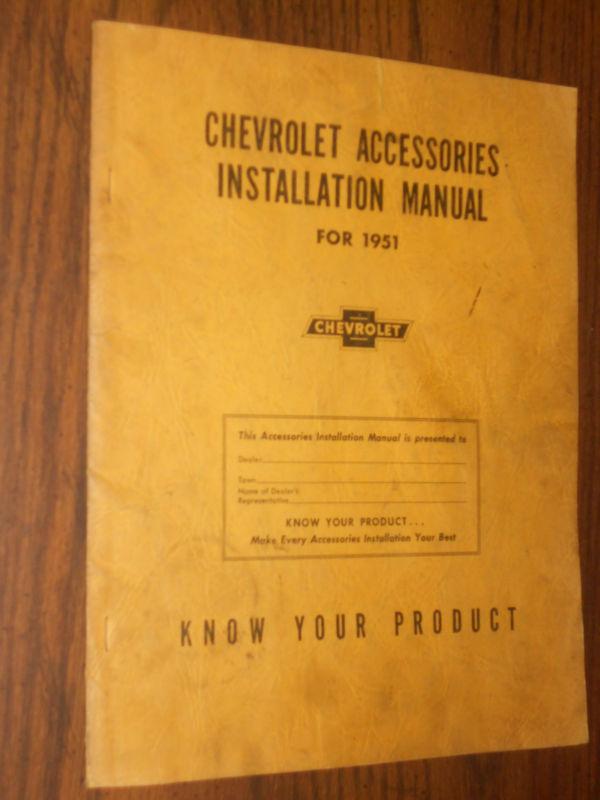 CHEVROLET ACCESSORIES
INSTALLATION MANUAL
FOR 1951
CHEVROLET
This Accessories Installation Manual is presented to
Dealer
Town
Name of Dealer's
Representative
KNOW YOUR PRODUCT...
Make Every Accessories Installation Your Best
KNOW YOUR PRODUCT